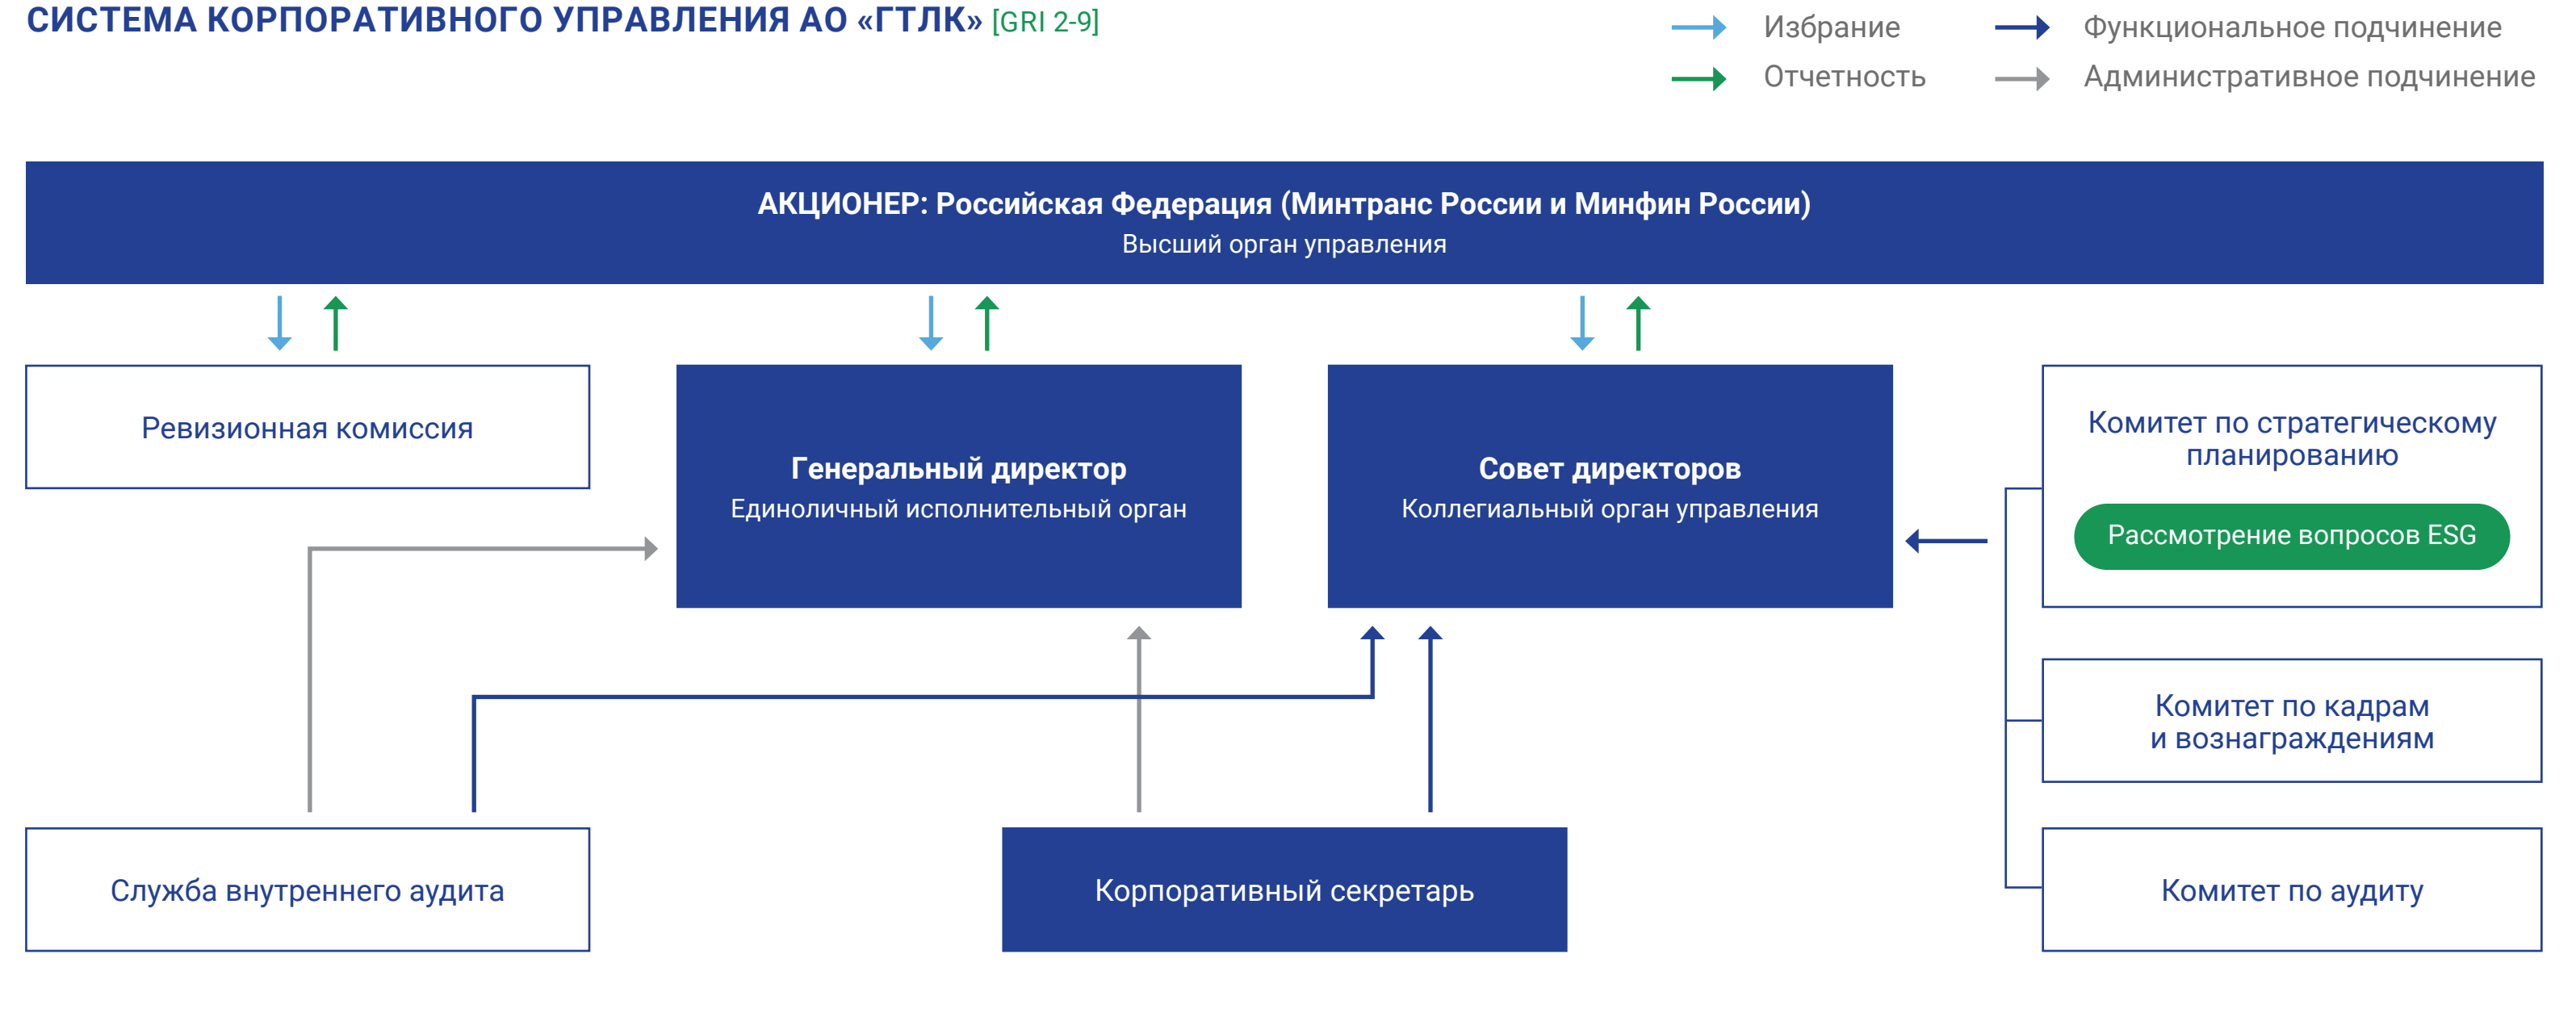 СИСТЕМА КОРПОРАТИВНОГО УПРАВЛЕНИЯ АО «ГТЛК» [GRI 2-9]
Избрание
Функциональное подчинение
Отчетность
Административное подчинение
АКЦИОНЕР: Российская Федерация (Минтранс России и Минфин России)
Высший орган управления
Ревизионная комиссия
Генеральный директор
Единоличный исполнительный орган
Совет директоров
Коллегиальный орган управления
Комитет по стратегическому
планированию
Рассмотрение вопросов ESG
Комитет по кадрам
и вознаграждениям
Служба внутреннего аудита
Корпоративный секретарь
Комитет по аудиту